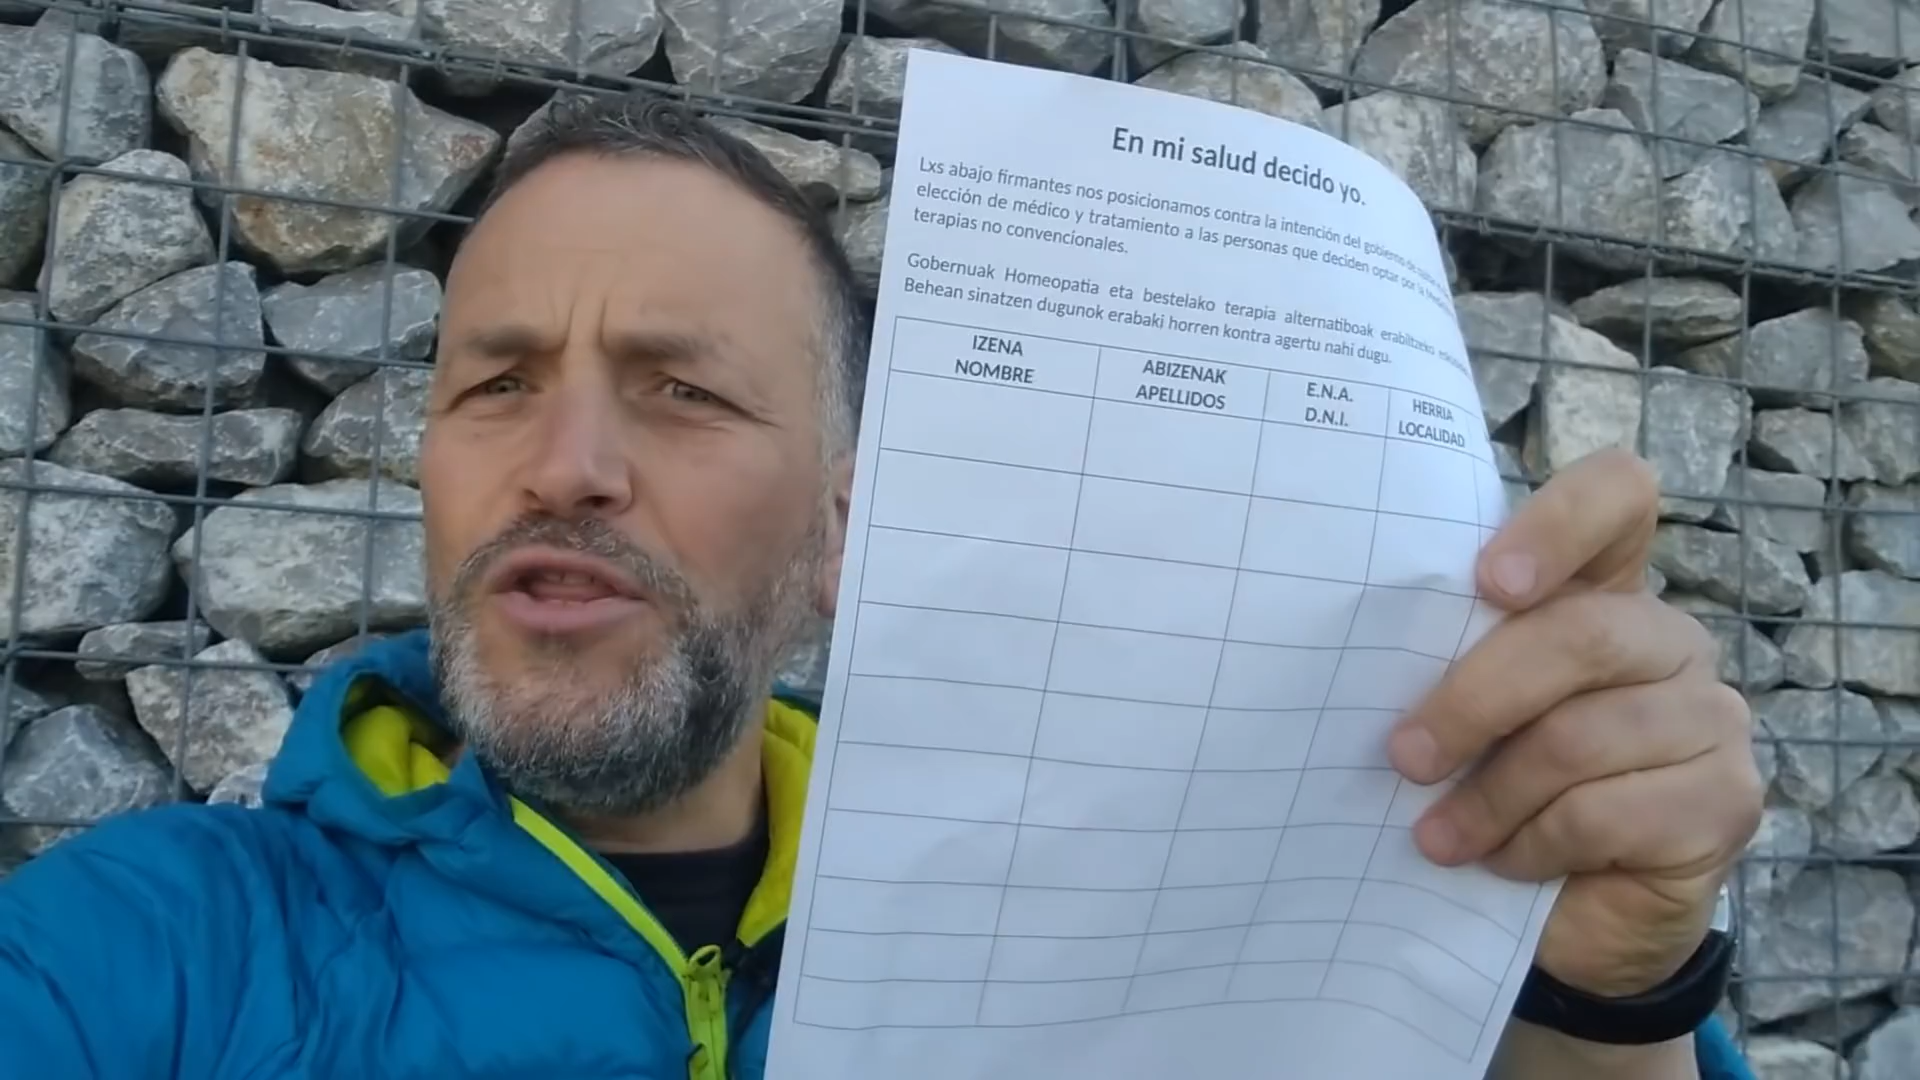 En mi salud decido yo.
Lxs abajo firmantes nos posicionamos contra la intención del gobierno de
elección de médico y tratamiento a las personas que deciden optar por la
terapias no convencionales.
Gobernuak Homeopatia eta bestelako terapia alternatiboak erabiltzeko
Behean sinatzen dugunok erabaki horren kontra agertu nahi dugu.
IZENA ABIZENAK E.N.A. HERRIA
NOMBRE APELLIDOS D.N.I. LOCALIDAD